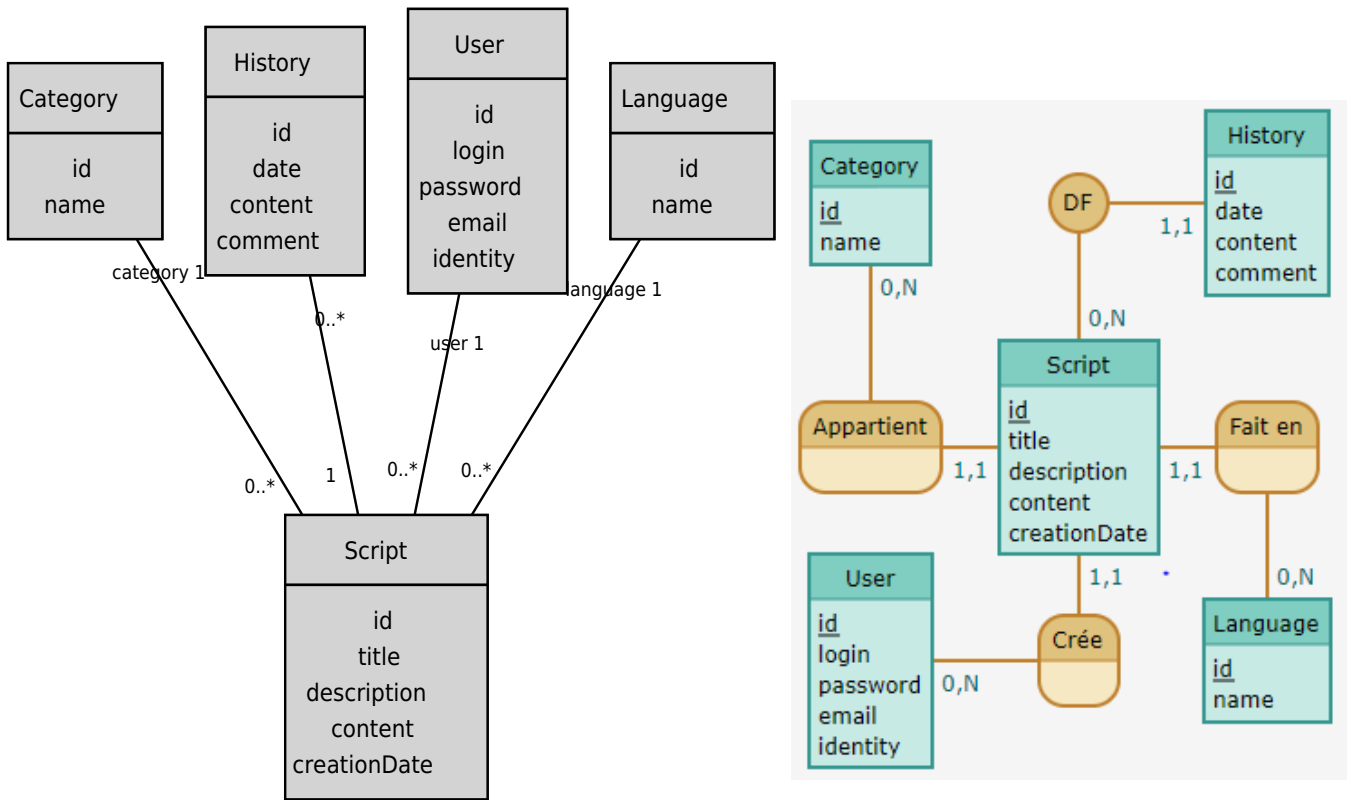 Category
id
name
History
id
date
content
comment
User
id
login
password
email
identity
Language
id
name
category 1
0..*
user 1
language 1
0..*
1
0..*
0..*
Script
id
title
description
content
creationDate
Category
id
name
0,N
DF
1,1
0,N
History
id
date
content
comment
Appartient
1,1
Script
id
title
description
content
creationDate
1,1
Fait en
0,N
1,1
User
id
login
password
email
identity
0,N
Crée
Language
id
name